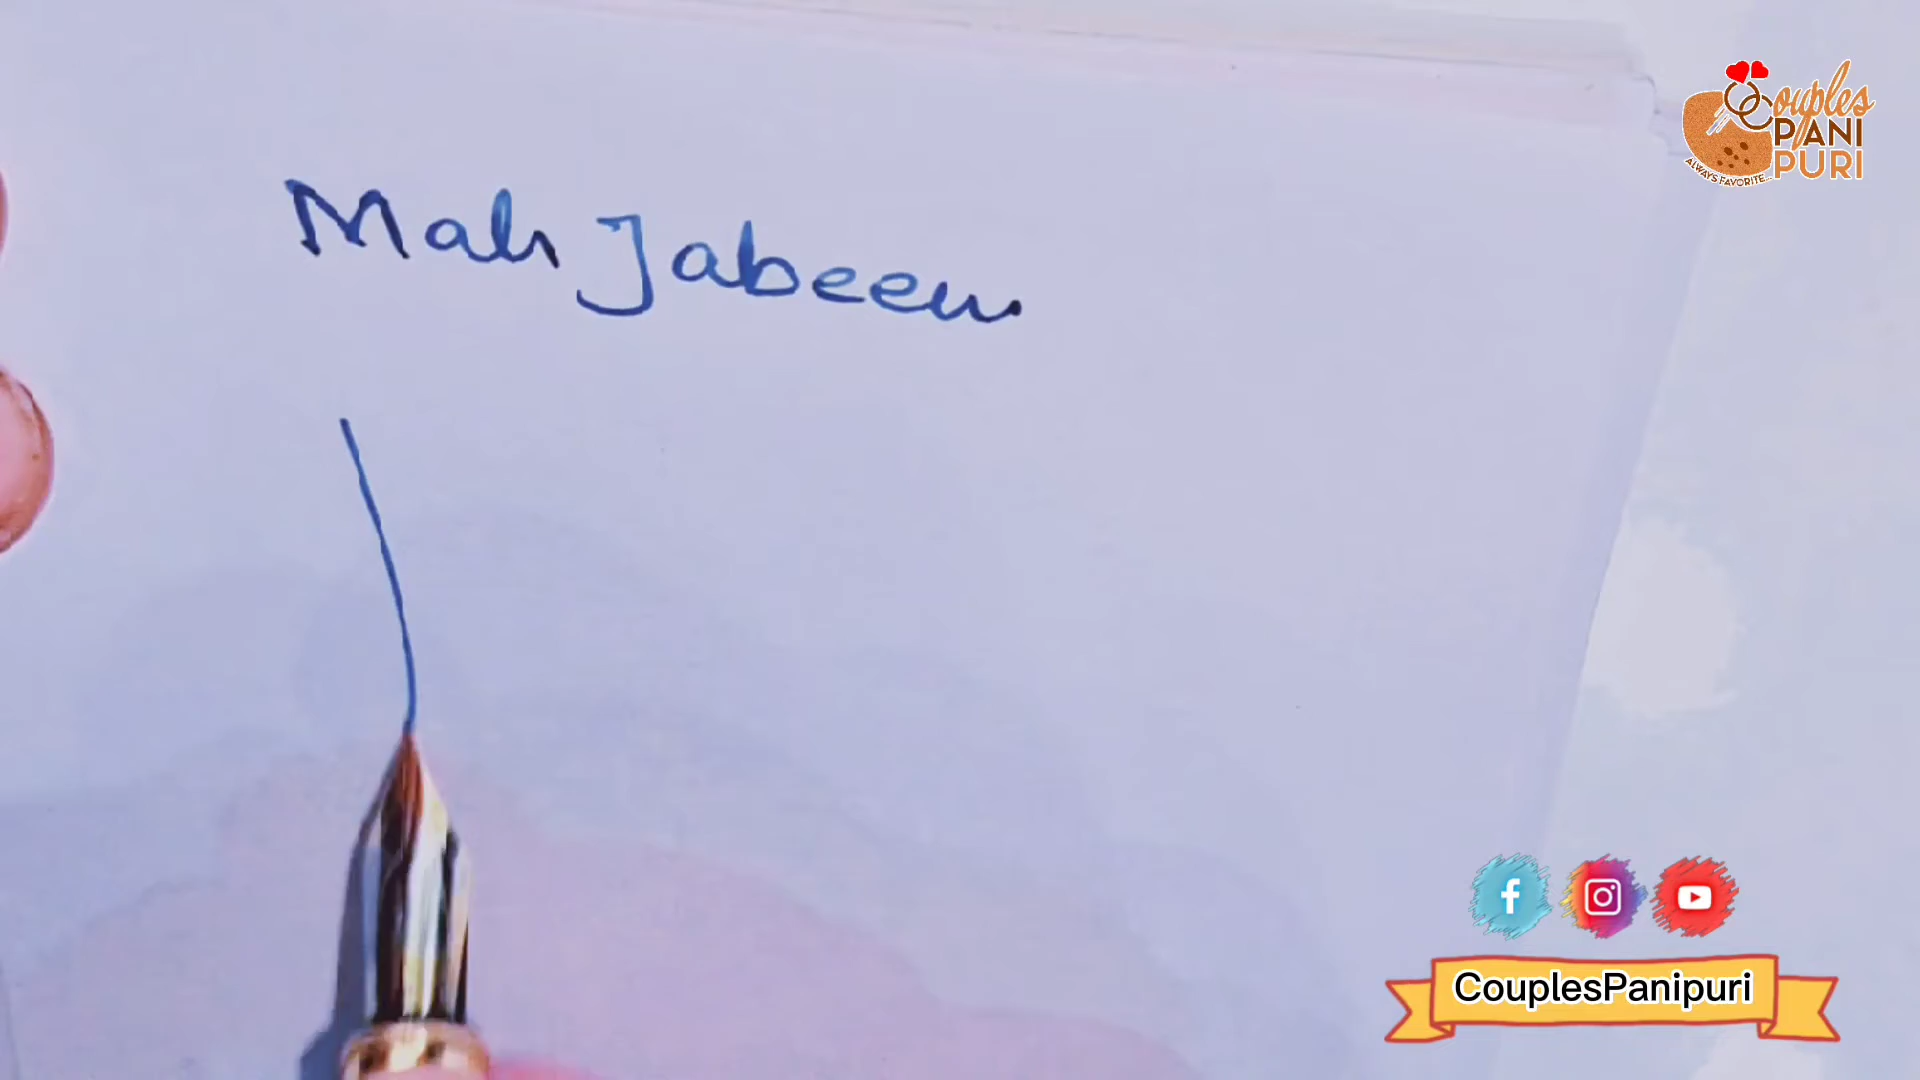 Mah Jabeen
Couples
PANI
PURI
ALWAYS FAVORITE...
CouplesPanipuri